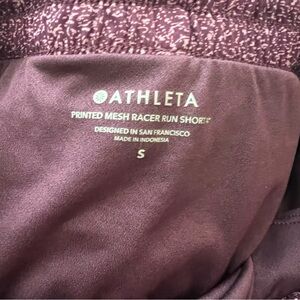 ATHLETA
PRINTED MESH RACER RUN SHORT
DESIGNED IN SAN FRANCISCO
MADE IN INDONESIA
S